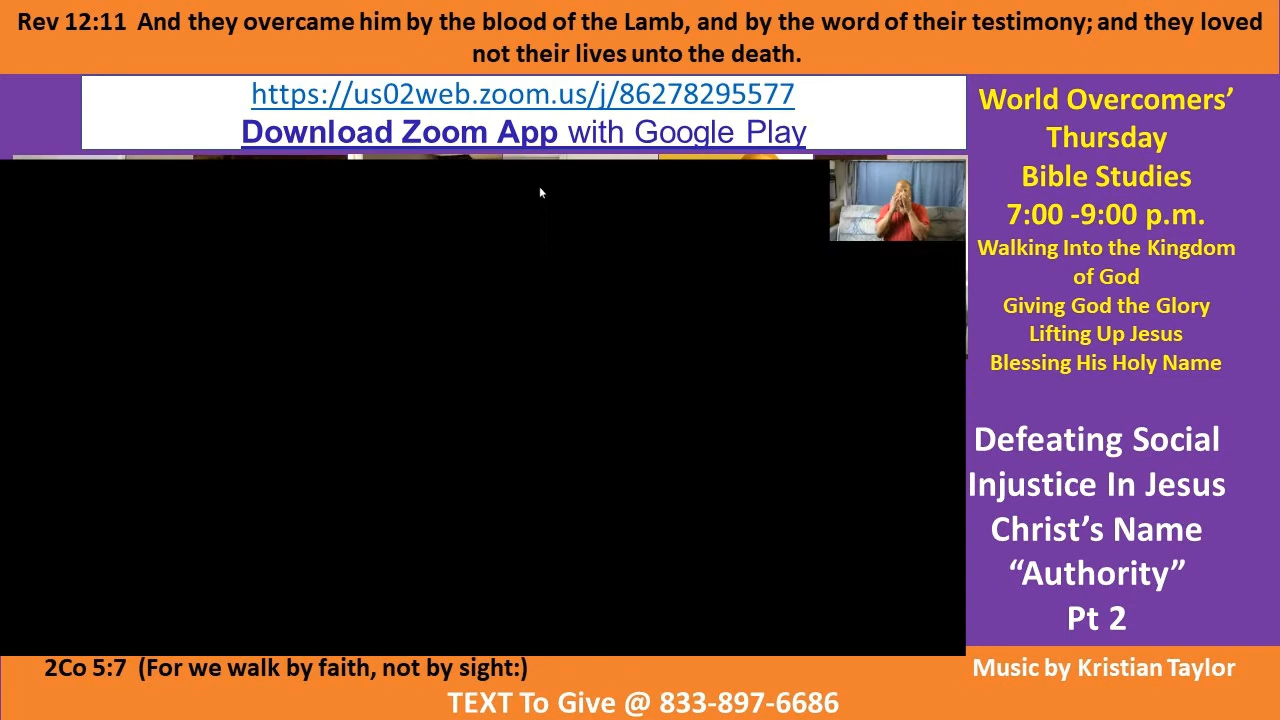 Rev 12:11  And they overcame him by the blood of the Lamb, and by the word of their testimony; and they loved
not their lives unto the death.
https://us02web.zoom.us/j/86278295577
Download Zoom App with Google Play
World Overcomers’
Thursday
Bible Studies
7:00 -9:00 p.m.
Walking Into the Kingdom
of God
Giving God the Glory
Lifting Up Jesus
Blessing His Holy Name
Defeating Social
Injustice In Jesus
Christ’s Name
“Authority”
Pt 2
2Co 5:7  (For we walk by faith, not by sight:)
Music by Kristian Taylor
TEXT To Give @ 833-897-6686